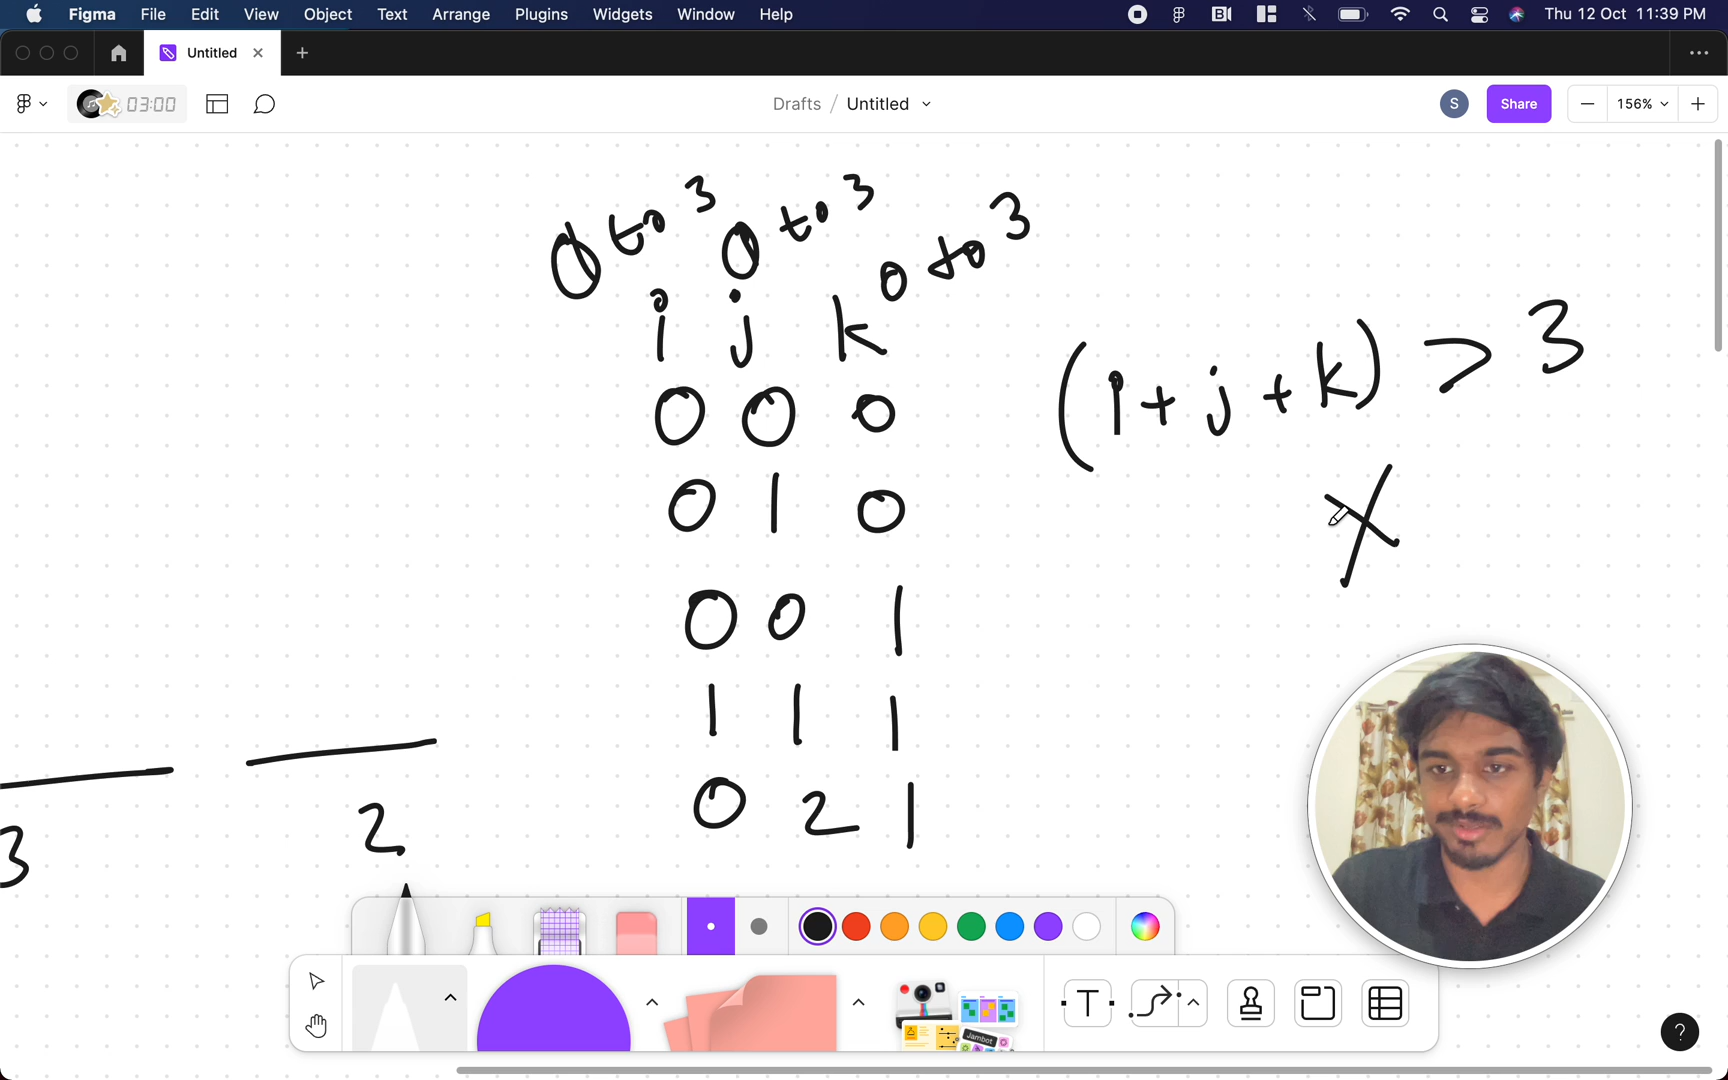 Figma File Edit View Object Text Arrange Plugins Widgets Window Help Thu 12 Oct 11:39 PM
Untitled
03:00 Drafts / Untitled S Share 156%
0 to 3 0 to 3 0 to 3
i j k
(i + j + k) > 3
0 0 0
0 1 0
X
0 0 1
1 1 1
0 2 1
3 2
T
Jambot
?